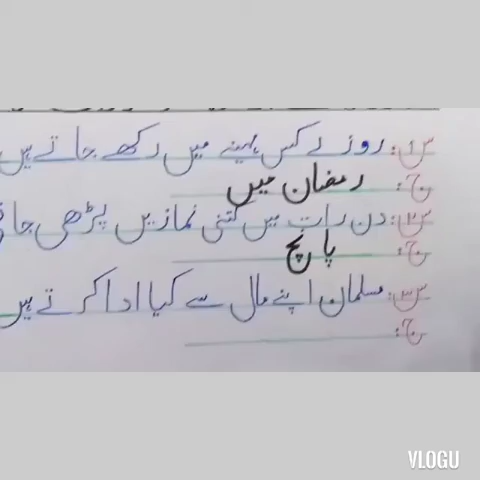 س۱: روزے کس مہینے میں رکھے جاتے ہیں
ج: رمضان میں
س۲: دن رات میں کتنی نمازیں پڑھی جاتی
ج: پانچ
س۳: مسلمان اپنے مال سے کیا ادا کرتے ہیں
ج:
VLOGU